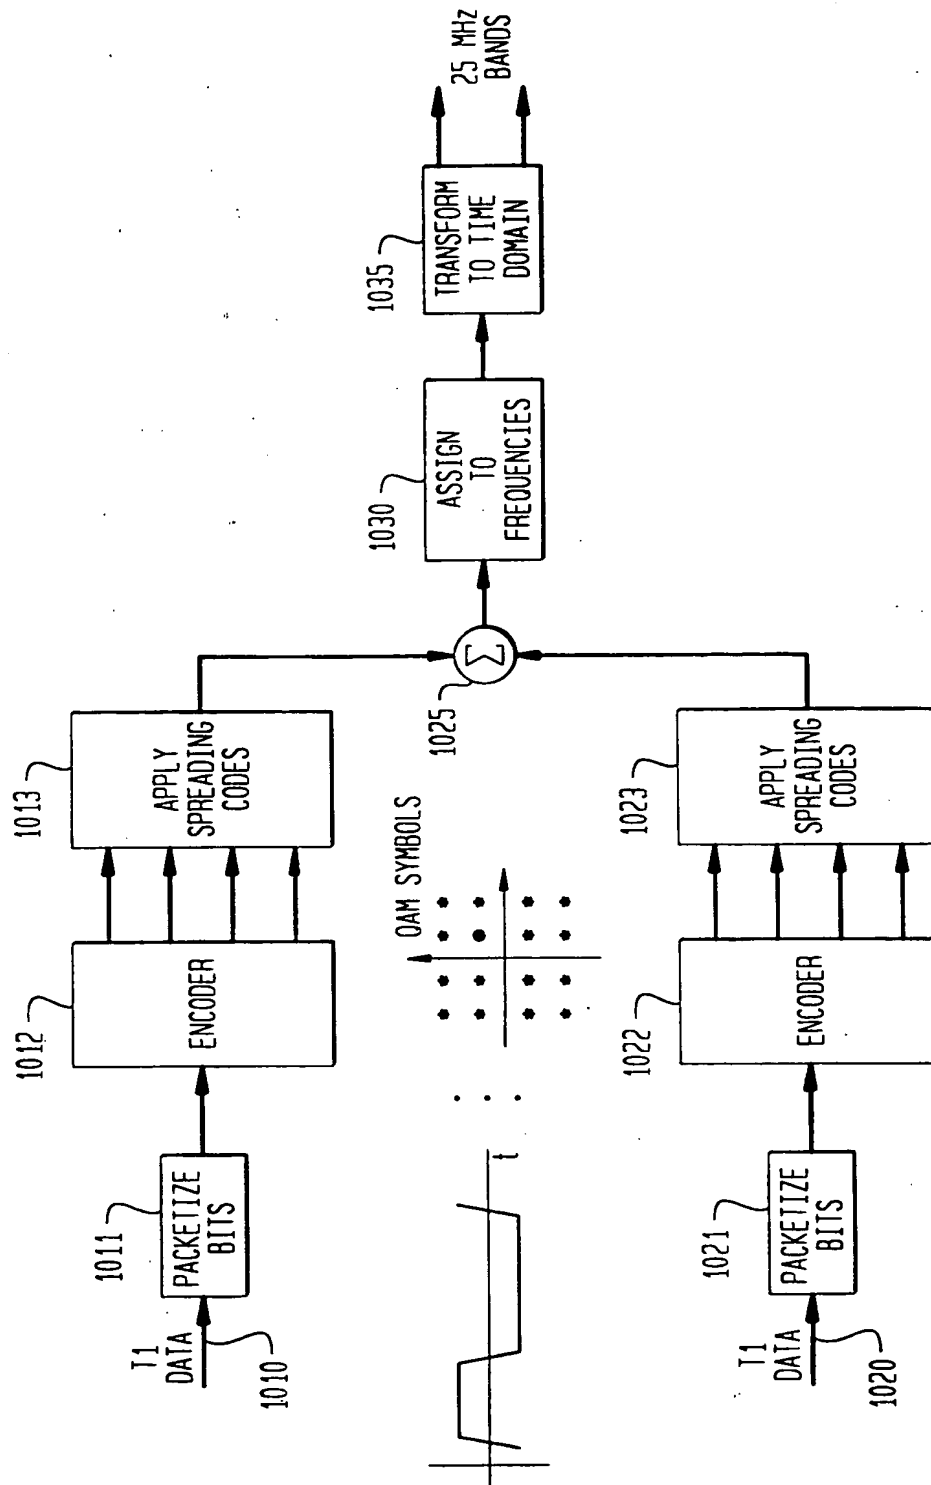 T1
DATA
1010
1011
PACKETIZE
BITS
1012
ENCODER
1013
APPLY
SPREADING
CODES
t
QAM SYMBOLS
1025
Σ
1030
ASSIGN
TO
FREQUENCIES
1035
TRANSFORM
TO TIME
DOMAIN
25 MHz
BANDS
T1
DATA
1020
1021
PACKETIZE
BITS
1022
ENCODER
1023
APPLY
SPREADING
CODES